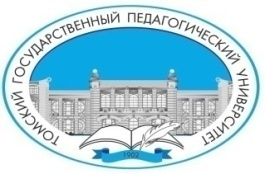 ТОМСКИЙ ГОСУДАРСТВЕННЫЙ ПЕДАГОГИЧЕСКИЙ УНИВЕРСИТЕТ
1902